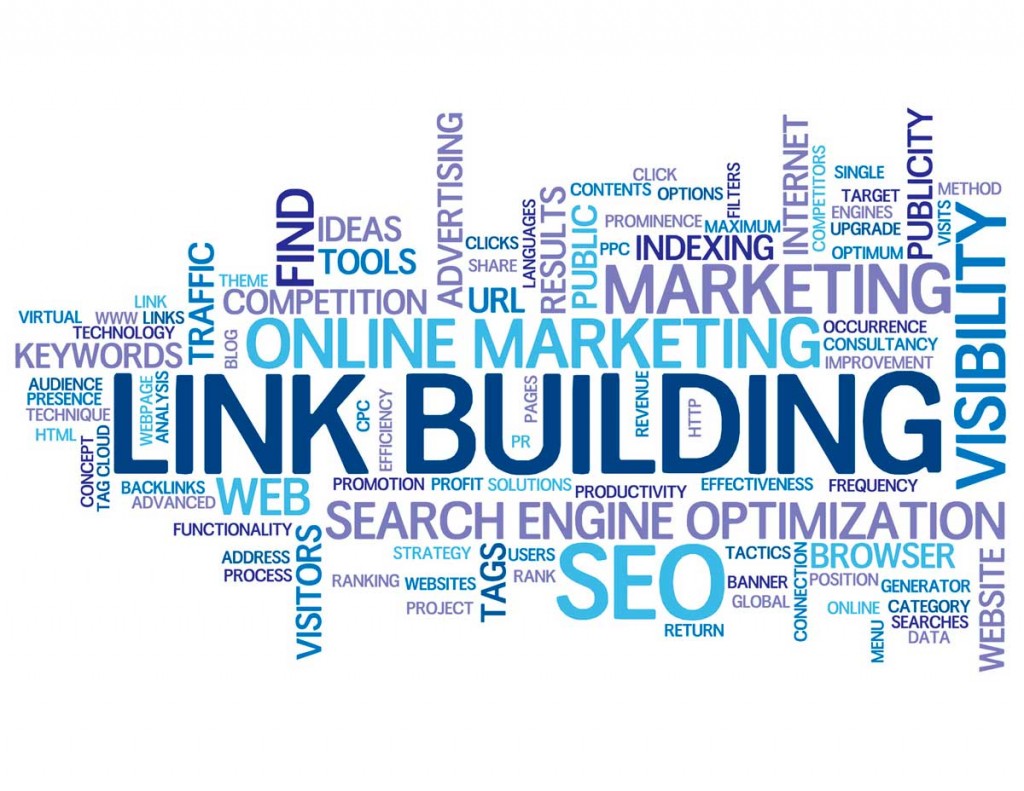 PUBLICITY
ADVERTISING
INTERNET
COMPETITORS
FILTERS
SINGLE
CLICK
METHOD
CONTENTS
OPTIONS
TARGET
FIND
RESULTS
LANGUAGES
VISITS
VISIBILITY
PUBLIC
ENGINES
PROMINENCE
MAXIMUM
UPGRADE
IDEAS
CLICKS
PPC
INDEXING
OPTIMUM
TRAFFIC
TOOLS
SHARE
THEME
MARKETING
LINK
COMPETITION
URL
VIRTUAL
WWW
LINKS
TECHNOLOGY
BLOG
ONLINE MARKETING
OCCURRENCE
CONSULTANCY
KEYWORDS
IMPROVEMENT
AUDIENCE
PRESENCE
TECHNIQUE
HTML
WEBPAGE
ANALYSIS
LINK BUILDING
CPC
EFFICIENCY
PAGES
PR
REVENUE
HTTP
CONCEPT
TAG CLOUD
BACKLINKS
ADVANCED
WEB
PROMOTION
PROFIT
SOLUTIONS
PRODUCTIVITY
EFFECTIVENESS
FREQUENCY
FUNCTIONALITY
SEARCH ENGINE OPTIMIZATION
VISITORS
ADDRESS
PROCESS
STRATEGY
TAGS
USERS
SEO
TACTICS
CONNECTION
BROWSER
WEBSITE
RANKING
WEBSITES
RANK
BANNER
POSITION
GENERATOR
PROJECT
GLOBAL
ONLINE
CATEGORY
SEARCHES
RETURN
MENU
DATA